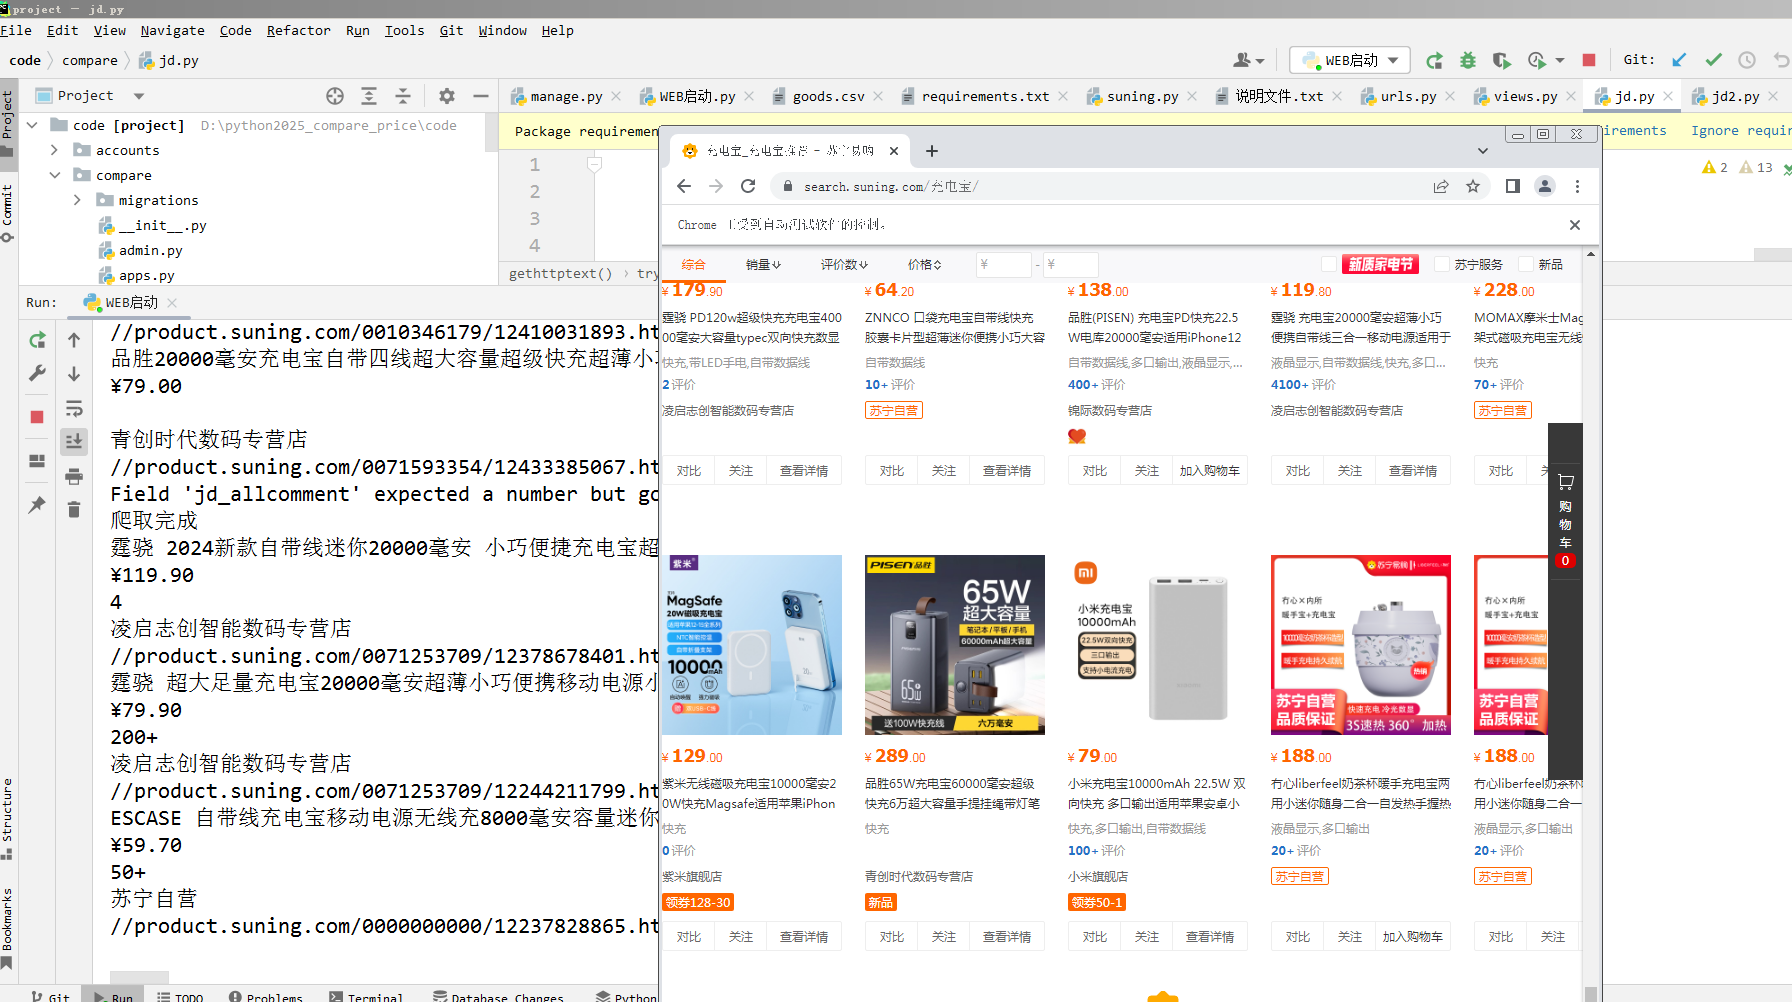 project – jd.py
File Edit View Navigate Code Refactor Run Tools Git Window Help
code compare jd.py
WEB启动
Git:
Project
manage.py
WEB启动.py
goods.csv
requirements.txt
suning.py
说明文件.txt
urls.py
views.py
jd.py
jd2.py
Project
Commit
Structure
Bookmarks
code [project] D:\python2025_compare_price\code
accounts
compare
migrations
__init__.py
admin.py
apps.py
Package requiremen
irements
Ignore requir
1
2
3
4
2 13
gethttptext() › try
Run: WEB启动
//product.suning.com/0010346179/12410031893.ht
品胜20000毫安充电宝自带四线超大容量超级快充超薄小巧
¥79.00
青创时代数码专营店
//product.suning.com/0071593354/12433385067.ht
Field 'jd_allcomment' expected a number but go
爬取完成
霆骁 2024新款自带线迷你20000毫安 小巧便捷充电宝超
¥119.90
4
凌启志创智能数码专营店
//product.suning.com/0071253709/12378678401.ht
霆骁 超大足量充电宝20000毫安超薄小巧便携移动电源小
¥79.90
200+
凌启志创智能数码专营店
//product.suning.com/0071253709/12244211799.ht
ESCASE 自带线充电宝移动电源无线充8000毫安容量迷你
¥59.70
50+
苏宁自营
//product.suning.com/0000000000/12237828865.ht
Git Run TODO Problems Terminal Database Changes Python
search.suning.com/充电宝/
综合 销量 评价数 价格 ¥ - ¥ 新质家电节 苏宁服务 新品
¥179.90
霆骁 PD120w超级快充充电宝400
00毫安大容量typec双向快充数显
快充,带LED手电,自带数据线
2评价
凌启志创智能数码专营店
对比 关注 查看详情
¥64.20
ZNNCO 口袋充电宝自带线快充
胶囊卡片型超薄迷你便携小巧大容
自带数据线
10+评价
苏宁自营
对比 关注 查看详情
¥138.00
品胜(PISEN) 充电宝PD快充22.5
W电库20000毫安适用iPhone12
自带数据线,多口输出,液晶显示,...
400+评价
锦际数码专营店
对比 关注 加入购物车
¥119.80
霆骁 充电宝20000毫安超薄小巧
便携自带线三合一移动电源适用于
液晶显示,自带数据线,快充,多口...
4100+评价
凌启志创智能数码专营店
对比 关注 查看详情
¥228.00
MOMAX摩米士Mag
架式磁吸充电宝无线
快充
70+评价
苏宁自营
对比
购物车
0
紫米
MagSafe
20W磁吸充电宝
10000mAh
¥129.00
紫米无线磁吸充电宝10000毫安2
0W快充Magsafe适用苹果iPhon
快充
0评价
紫米旗舰店
领券128-30
对比 关注 查看详情
PISEN 品胜
65W
超大容量
笔记本/平板/手机
60000mAh超大容量
65W
送100W快充线 六万毫安
¥289.00
品胜65W充电宝60000毫安超级
快充6万超大容量手提挂绳带灯笔
快充
青创时代数码专营店
新品
对比 关注 查看详情
小米充电宝
10000mAh
22.5W双向快充
三口输出
支持小电流充电
¥79.00
小米充电宝10000mAh 22.5W 双
向快充 多口输出适用苹果安卓小
快充,多口输出,自带数据线
100+评价
小米旗舰店
领券50-1
对比 关注 查看详情
冇心×内所
暖手宝+充电宝
暖手充电持久续航
苏宁自营
品质保证
快速充电 冷光数显
3S速热 360° 加热
¥188.00
冇心liberfeel奶茶杯暖手充电宝两
用小迷你随身二合一自发热手握热
液晶显示,多口输出
20+评价
苏宁自营
对比 关注 加入购物车
冇心×内所
暖手宝+充电宝
苏宁自营
品质保证
¥188.00
用小迷你随身二合一
液晶显示,多口输出
20+评价
苏宁自营
对比 关注